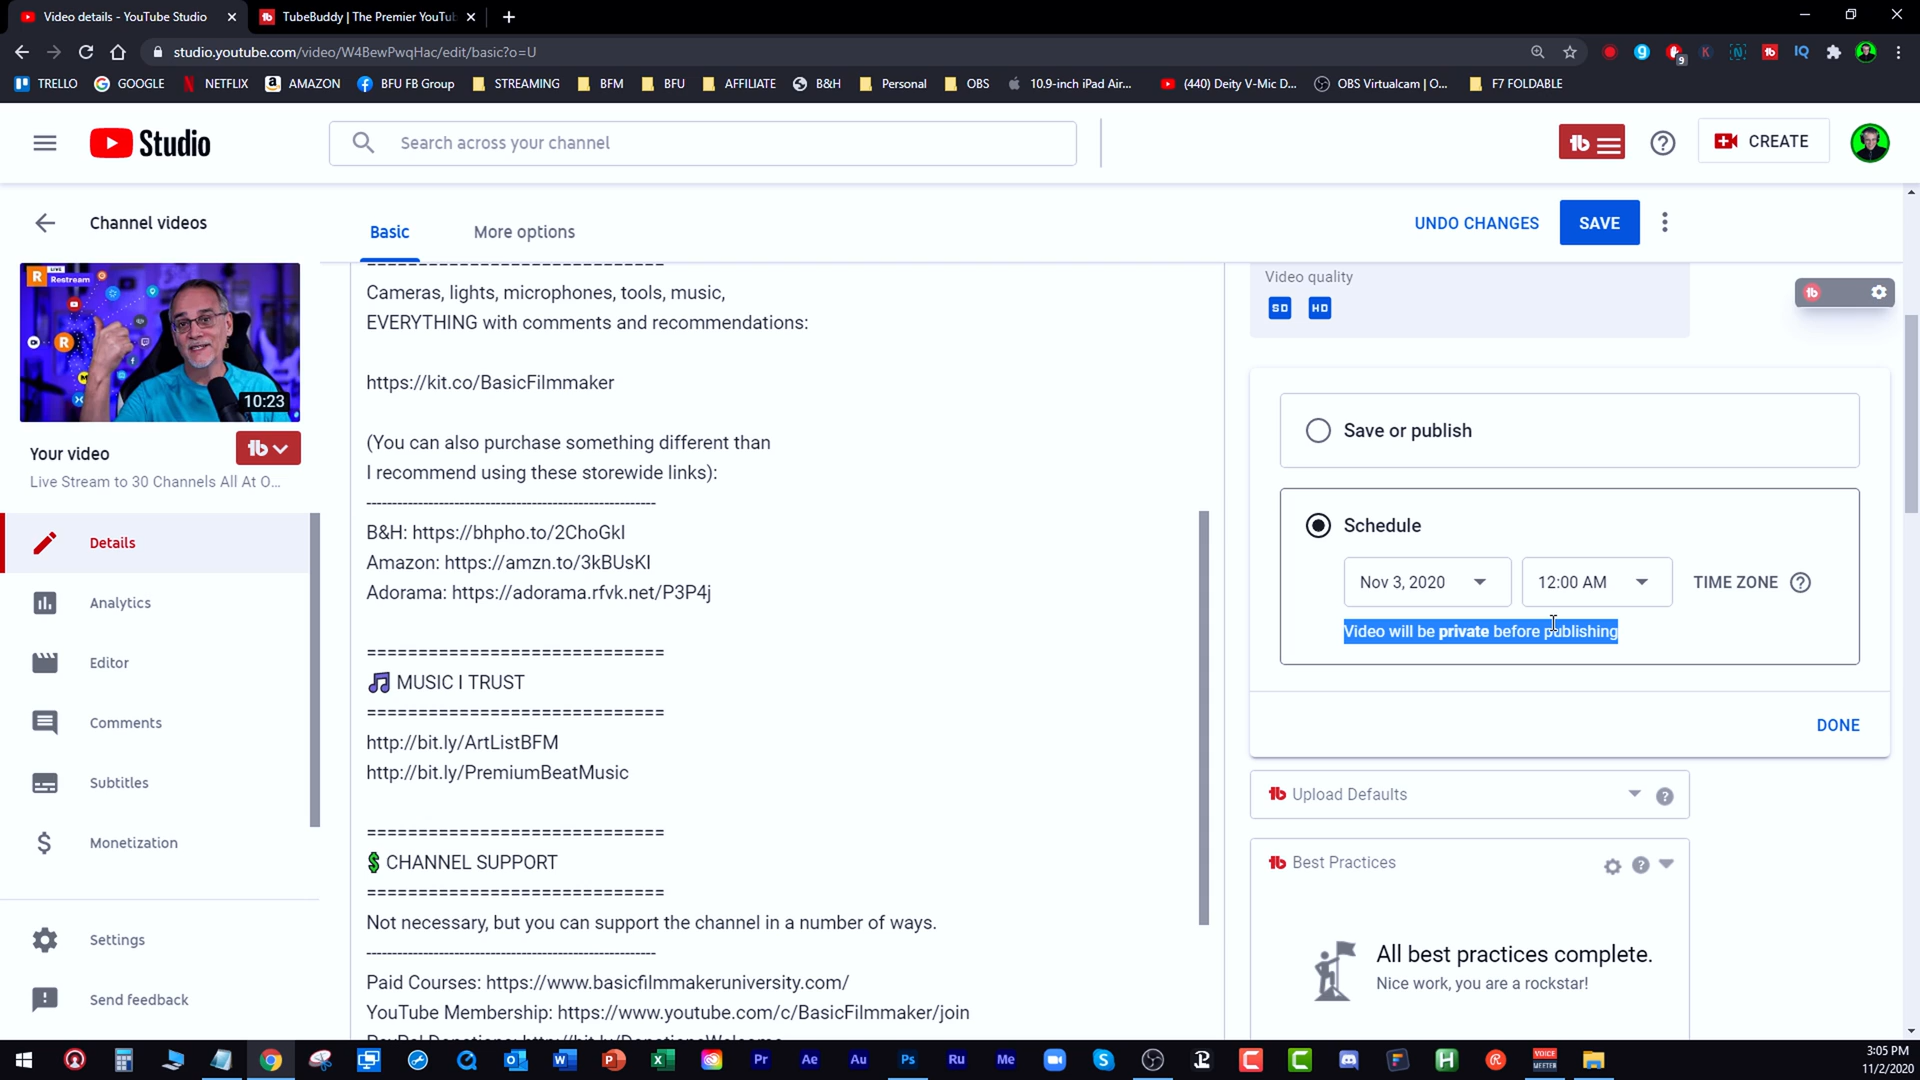 Video details - YouTube Studio
TubeBuddy | The Premier YouTu
studio.youtube.com/video/W4BewPwqHac/edit/basic?o=U
TRELLO
GOOGLE
NETFLIX
AMAZON
BFU FB Group
STREAMING
BFM
BFU
AFFILIATE
B&H
Personal
OBS
10.9-inch iPad Air...
(440) Deity V-Mic D...
OBS Virtualcam | O...
F7 FOLDABLE
Studio
Search across your channel
CREATE
Channel videos
Basic
More options
UNDO CHANGES
SAVE
LIVE
Restream
10:23
Your video
Live Stream to 30 Channels All At O...
Details
Analytics
Editor
Comments
Subtitles
Monetization
Settings
Send feedback
============================
Cameras, lights, microphones, tools, music,
EVERYTHING with comments and recommendations:
https://kit.co/BasicFilmmaker
(You can also purchase something different than
I recommend using these storewide links):
--------------------------------------------------------
B&H: https://bhpho.to/2ChoGkI
Amazon: https://amzn.to/3kBUsKI
Adorama: https://adorama.rfvk.net/P3P4j
============================
🎵 MUSIC I TRUST
============================
http://bit.ly/ArtListBFM
http://bit.ly/PremiumBeatMusic
============================
💲 CHANNEL SUPPORT
============================
Not necessary, but you can support the channel in a number of ways.
--------------------------------------------------------
Paid Courses: https://www.basicfilmmakeruniversity.com/
YouTube Membership: https://www.youtube.com/c/BasicFilmmaker/join
PayPal Donations: http://bit.ly/DonationsWelcome
Video quality
SD
HD
Save or publish
Schedule
Nov 3, 2020
12:00 AM
TIME ZONE
Video will be private before publishing
DONE
Upload Defaults
Best Practices
All best practices complete.
Nice work, you are a rockstar!
3:05 PM
11/2/2020